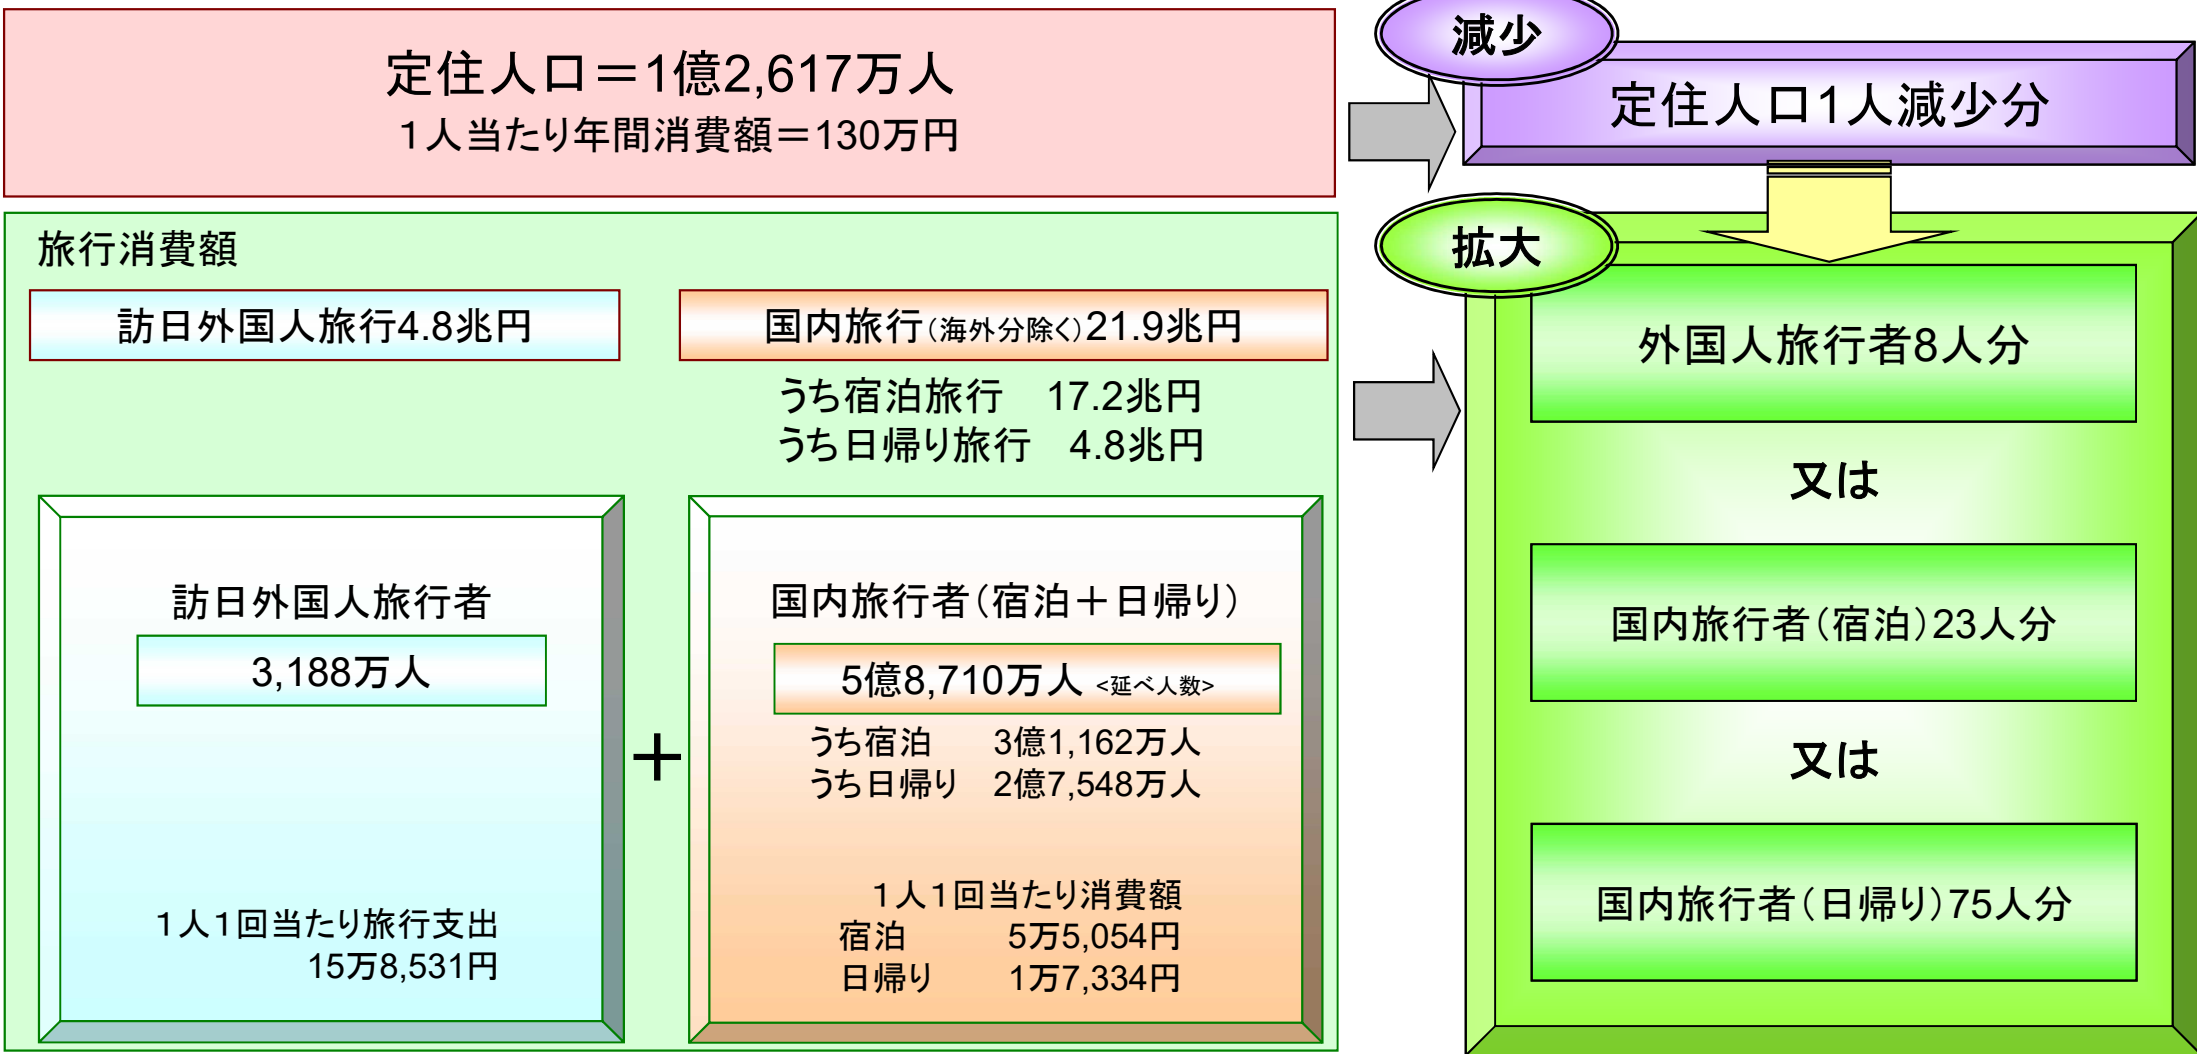 定住人口＝1億2,617万人
１人当たり年間消費額＝130万円
減少
定住人口1人減少分
旅行消費額
訪日外国人旅行4.8兆円
国内旅行（海外分除く）21.9兆円
うち宿泊旅行　17.2兆円
うち日帰り旅行　4.8兆円
訪日外国人旅行者
3,188万人
１人１回当たり旅行支出
15万8,531円
＋
国内旅行者（宿泊＋日帰り）
5億8,710万人 <延べ人数>
うち宿泊　3億1,162万人
うち日帰り　2億7,548万人
１人１回当たり消費額
宿泊　5万5,054円
日帰り　1万7,334円
拡大
外国人旅行者8人分
又は
国内旅行者（宿泊）23人分
又は
国内旅行者（日帰り）75人分